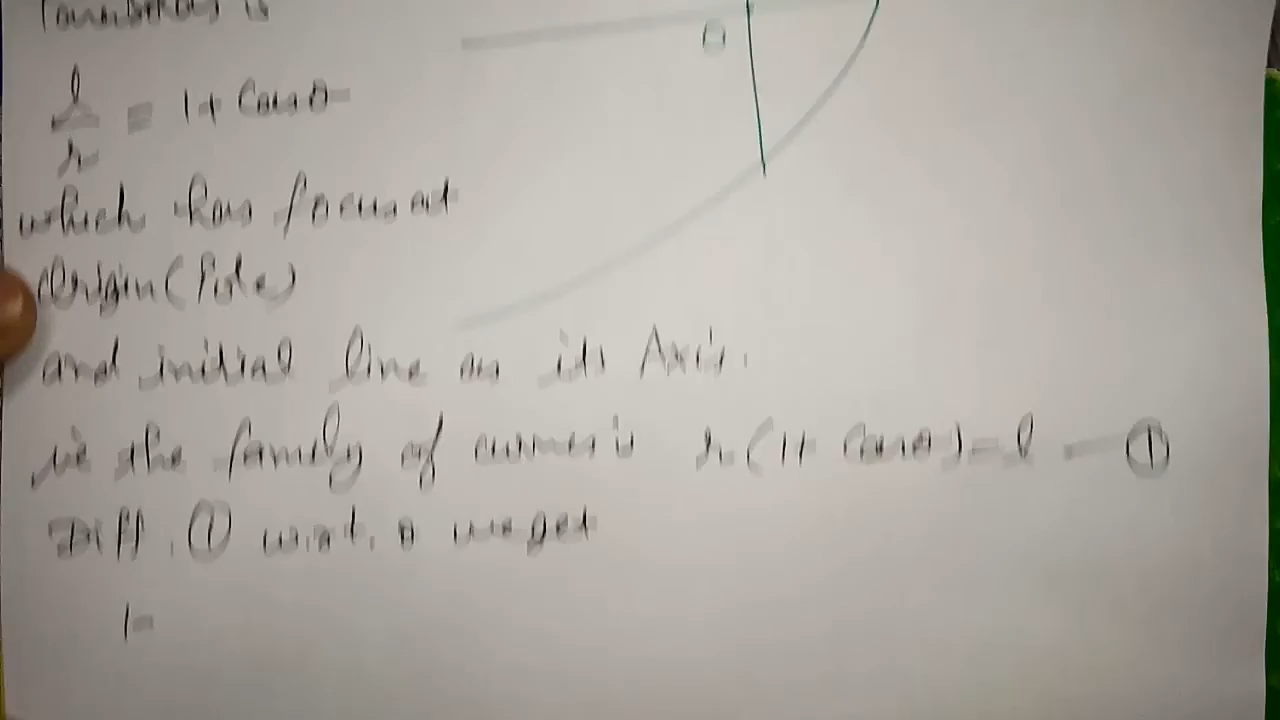 l/r = 1+ Cosθ
O
which has focus at
Origin (Pole)
and initial line as its Axis.
ie the family of curves is r(1+ Cosθ) = l — ①
Diff. ① w.r.t. θ we get